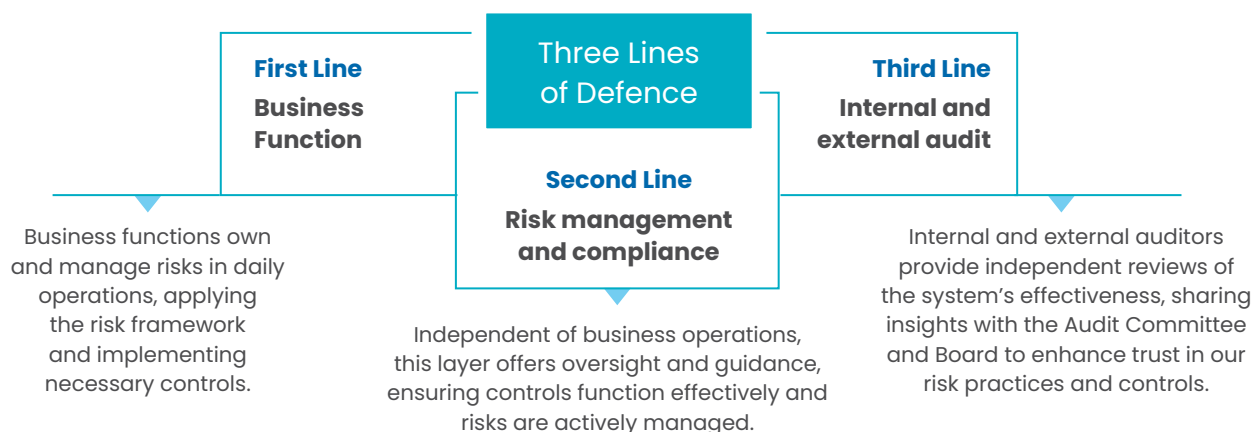 Three Lines
of Defence
First Line
Business
Function
Business functions own
and manage risks in daily
operations, applying
the risk framework
and implementing
necessary controls.
Second Line
Risk management
and compliance
Independent of business operations,
this layer offers oversight and guidance,
ensuring controls function effectively and
risks are actively managed.
Third Line
Internal and
external audit
Internal and external auditors
provide independent reviews of
the system’s effectiveness, sharing
insights with the Audit Committee
and Board to enhance trust in our
risk practices and controls.